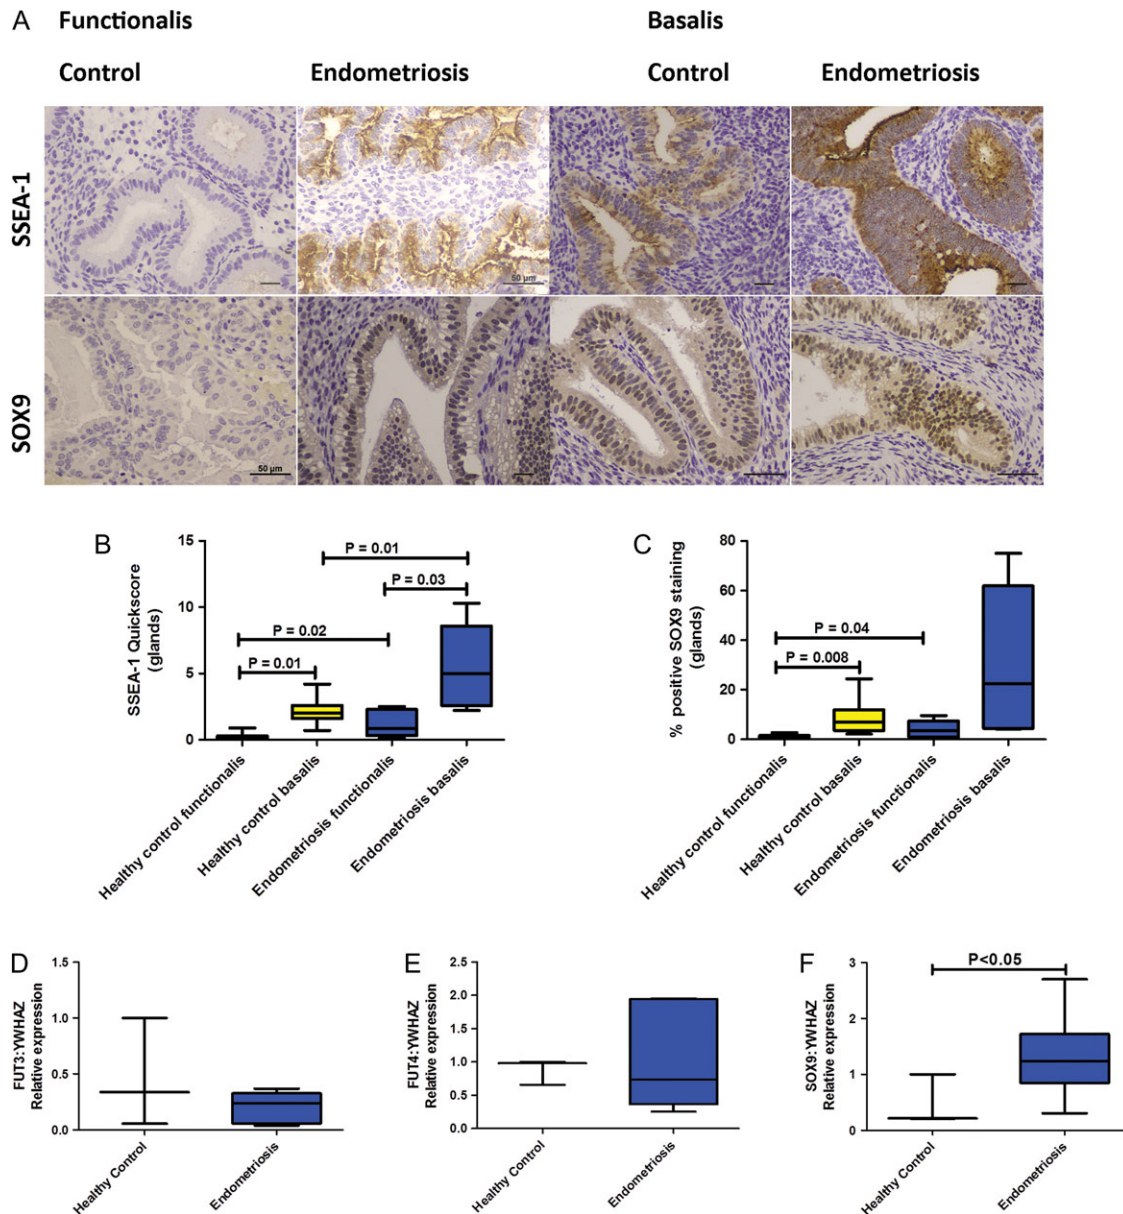 A Functionalis Basalis
Control Endometriosis Control Endometriosis
SSEA-1
50 µm
SOX9
50 µm
B
SSEA-1 Quickscore
(glands)
15
10
5
0
P = 0.01
P = 0.03
P = 0.02
P = 0.01
Healthy control functionalis
Healthy control basalis
Endometriosis functionalis
Endometriosis basalis
C
% positive SOX9 staining
(glands)
80
60
40
20
0
P = 0.04
P = 0.008
Healthy control functionalis
Healthy control basalis
Endometriosis functionalis
Endometriosis basalis
D
FUT3:YWHAZ
Relative expression
1.5
1.0
0.5
0.0
Healthy Control
Endometriosis
E
FUT4:YWHAZ
Relative expression
2.5
2.0
1.5
1.0
0.5
0.0
Healthy Control
Endometriosis
F
SOX9:YWHAZ
Relative expression
3
2
1
0
P<0.05
Healthy Control
Endometriosis